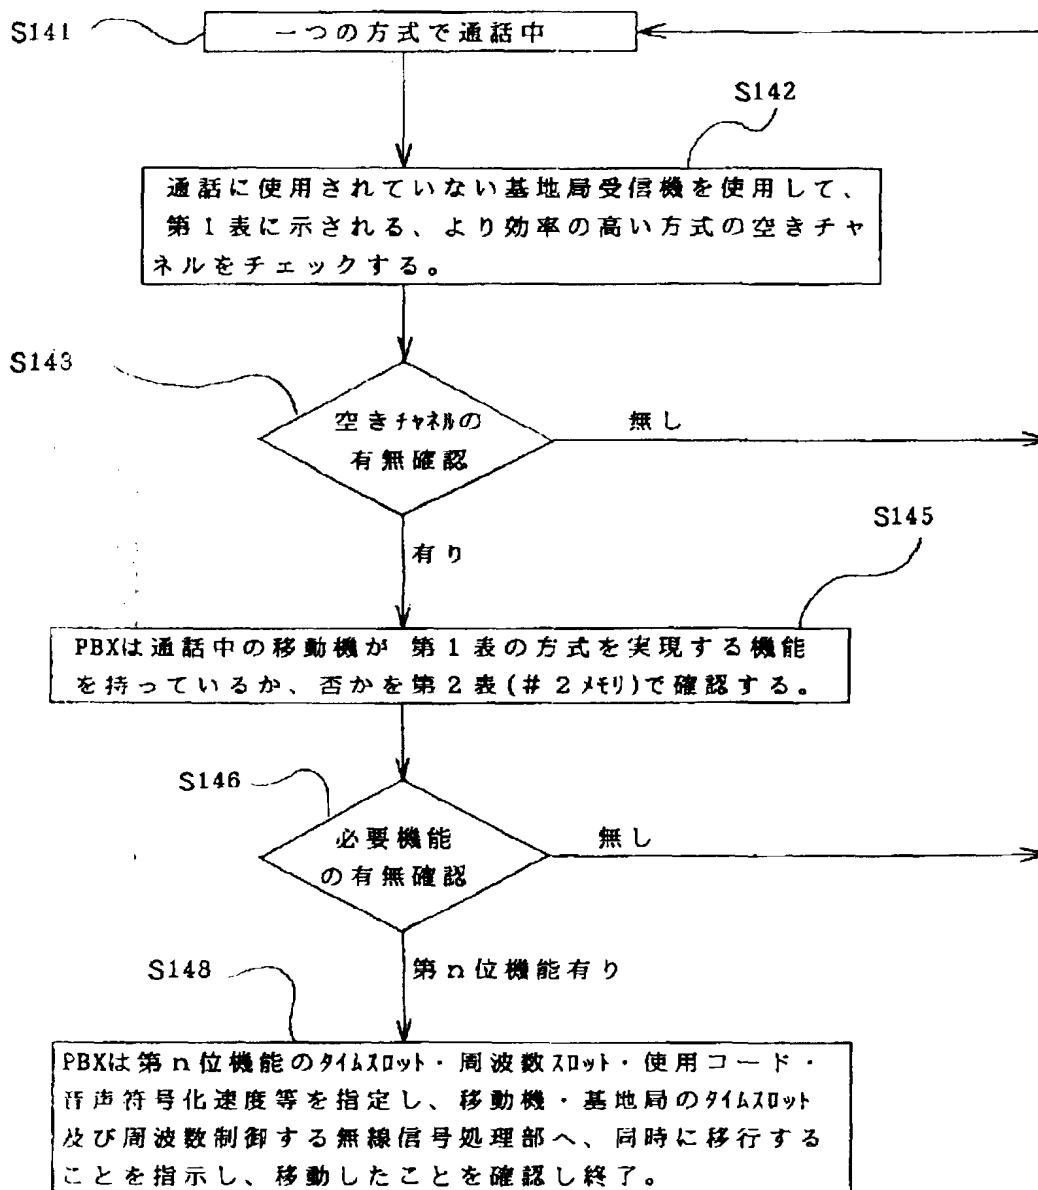 S141
一つの方式で通話中
S142
通話に使用されていない基地局受信機を使用して、
第1表に示される、より効率の高い方式の空きチャ
ネルをチェックする。
S143
空きチャネルの
有無確認
無し
有り
S145
PBXは通話中の移動機が 第1表の方式を実現する機能
を持っているか、否かを第2表(#2メモリ)で確認する。
S146
必要機能
の有無確認
無し
第n位機能有り
S148
PBXは第n位機能のタイムスロット・周波数スロット・使用コード・
音声符号化速度等を指定し、移動機・基地局のタイムスロット
及び周波数制御する無線信号処理部へ、同時に移行する
ことを指示し、移動したことを確認し終了。